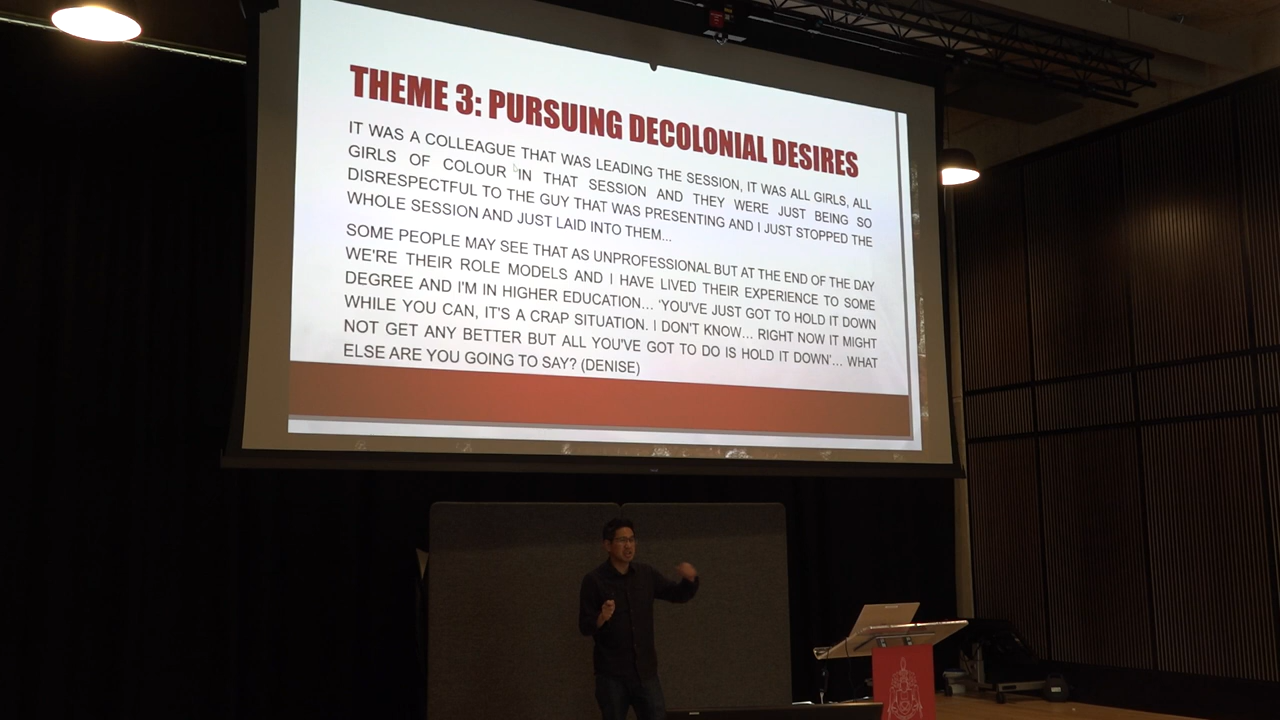 THEME 3: PURSUING DECOLONIAL DESIRES
IT WAS A COLLEAGUE THAT WAS LEADING THE SESSION, IT WAS ALL GIRLS, ALL
GIRLS OF COLOUR IN THAT SESSION AND THEY WERE JUST BEING SO
DISRESPECTFUL TO THE GUY THAT WAS PRESENTING AND I JUST STOPPED THE
WHOLE SESSION AND JUST LAID INTO THEM...
SOME PEOPLE MAY SEE THAT AS UNPROFESSIONAL BUT AT THE END OF THE DAY
WE'RE THEIR ROLE MODELS AND I HAVE LIVED THEIR EXPERIENCE TO SOME
DEGREE AND I'M IN HIGHER EDUCATION... 'YOU'VE JUST GOT TO HOLD IT DOWN
WHILE YOU CAN, IT'S A CRAP SITUATION. I DON'T KNOW... RIGHT NOW IT MIGHT
NOT GET ANY BETTER BUT ALL YOU'VE GOT TO DO IS HOLD IT DOWN'... WHAT
ELSE ARE YOU GOING TO SAY? (DENISE)